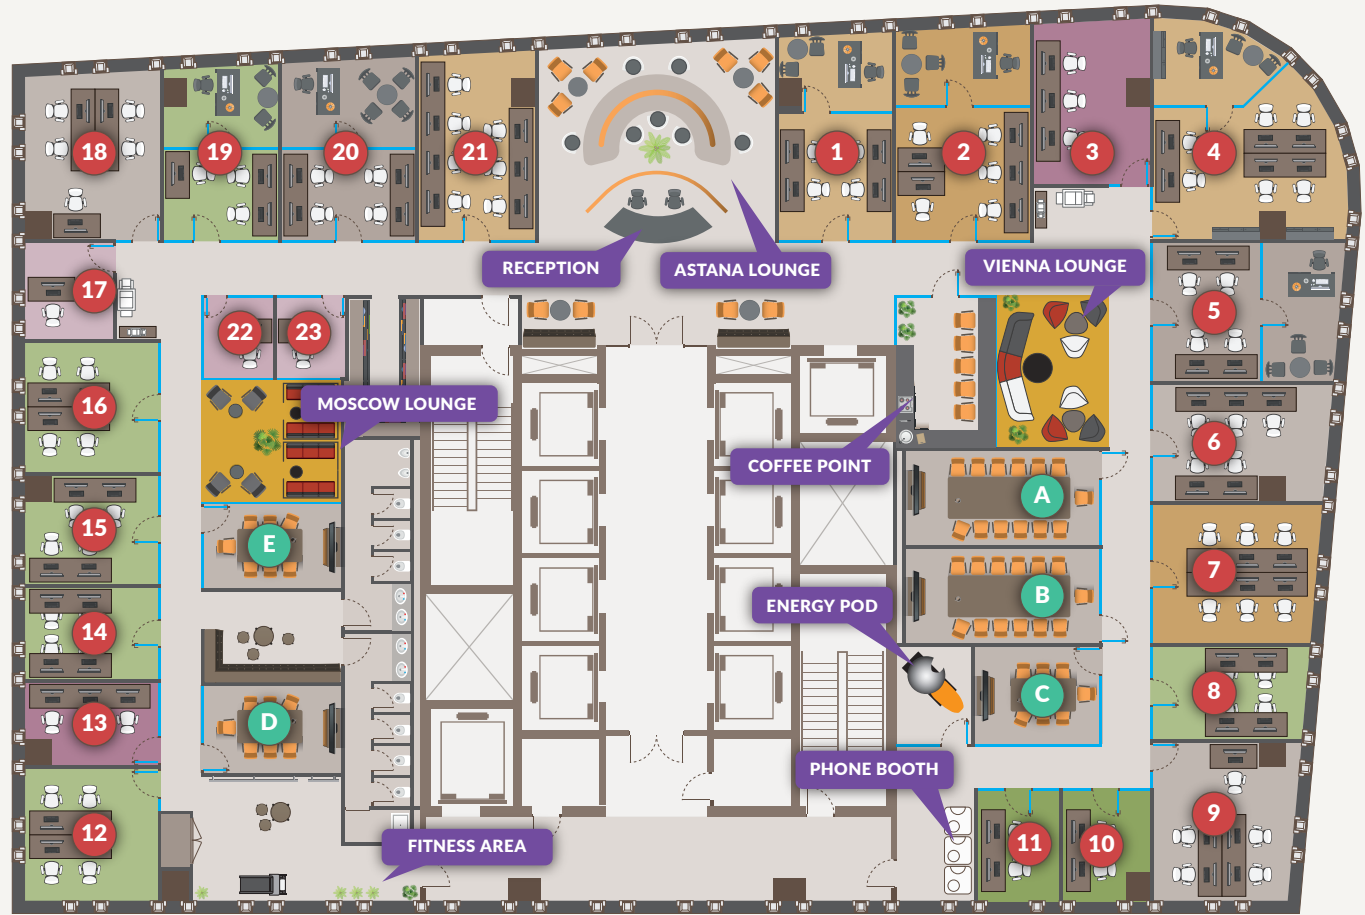 18
19
20
21
1
2
3
4
RECEPTION
ASTANA LOUNGE
VIENNA LOUNGE
17
22
23
5
16
MOSCOW LOUNGE
6
COFFEE POINT
A
15
E
7
ENERGY POD
B
14
13
D
C
8
PHONE BOOTH
12
FITNESS AREA
11
10
9